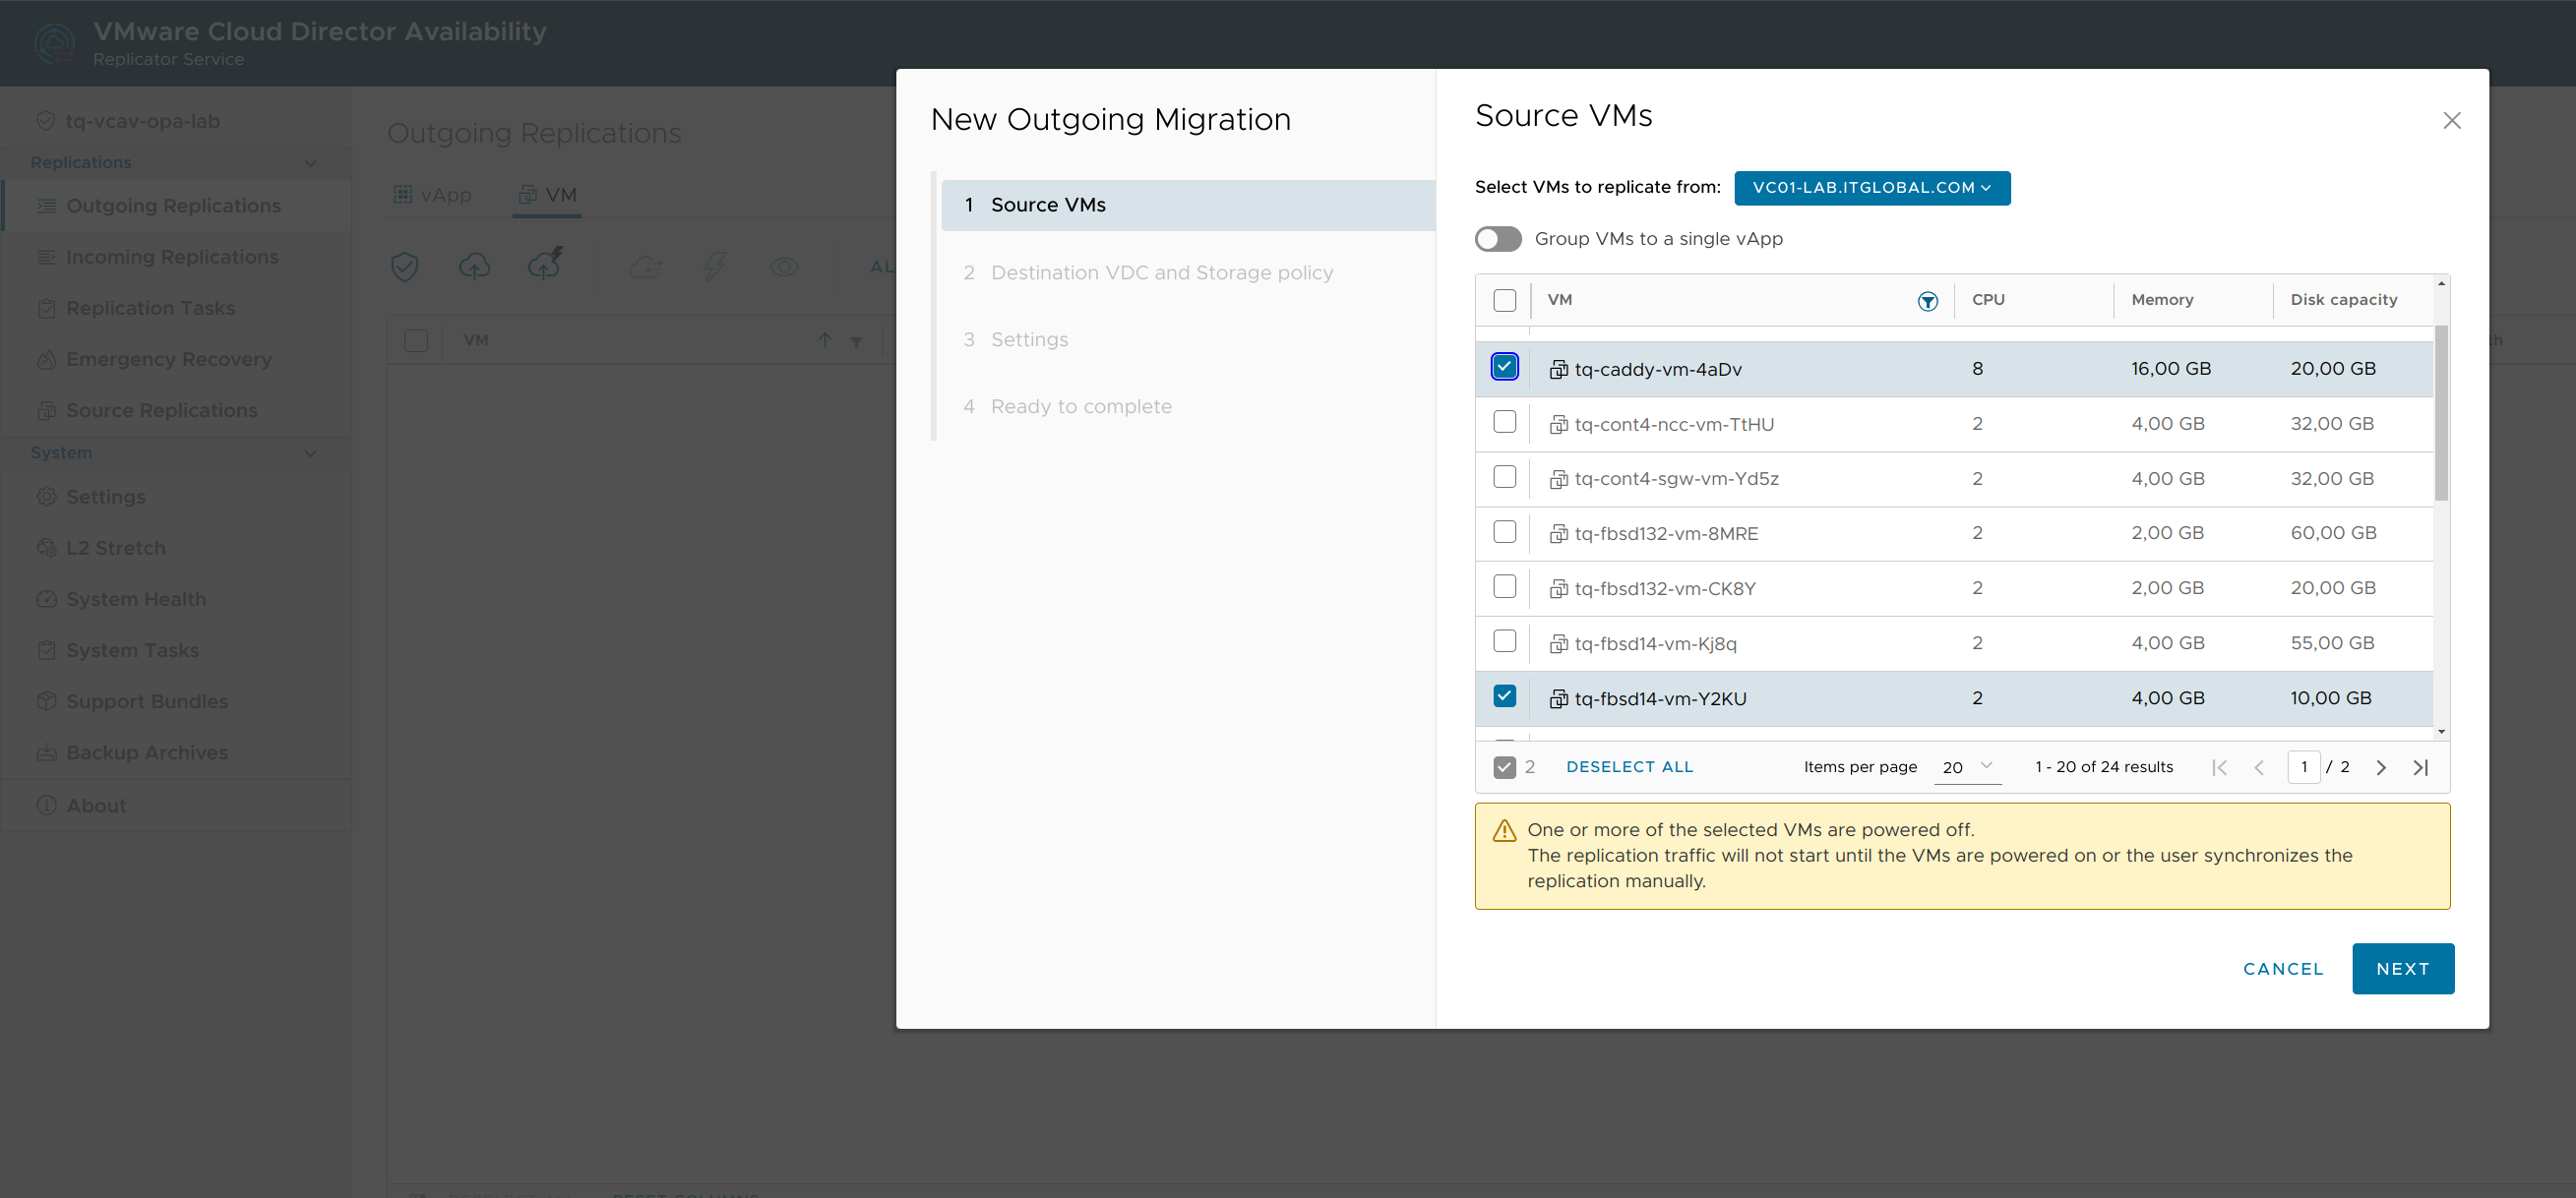 VMware Cloud Director Availability
Replicator Service
tq-vcav-opa-lab
Replications
Outgoing Replications
Incoming Replications
Replication Tasks
Emergency Recovery
Source Replications
System
Settings
L2 Stretch
System Health
System Tasks
Support Bundles
Backup Archives
About
Outgoing Replications
vApp VM
AL
VM
New Outgoing Migration
1 Source VMs
2 Destination VDC and Storage policy
3 Settings
4 Ready to complete
Source VMs
Select VMs to replicate from: VC01-LAB.ITGLOBAL.COM
Group VMs to a single vApp
VM CPU Memory Disk capacity
tq-caddy-vm-4aDv 8 16,00 GB 20,00 GB
tq-cont4-ncc-vm-TtHU 2 4,00 GB 32,00 GB
tq-cont4-sgw-vm-Yd5z 2 4,00 GB 32,00 GB
tq-fbsd132-vm-8MRE 2 2,00 GB 60,00 GB
tq-fbsd132-vm-CK8Y 2 2,00 GB 20,00 GB
tq-fbsd14-vm-Kj8q 2 4,00 GB 55,00 GB
tq-fbsd14-vm-Y2KU 2 4,00 GB 10,00 GB
2 DESELECT ALL Items per page 20 1 - 20 of 24 results 1 / 2
One or more of the selected VMs are powered off.
The replication traffic will not start until the VMs are powered on or the user synchronizes the
replication manually.
CANCEL NEXT